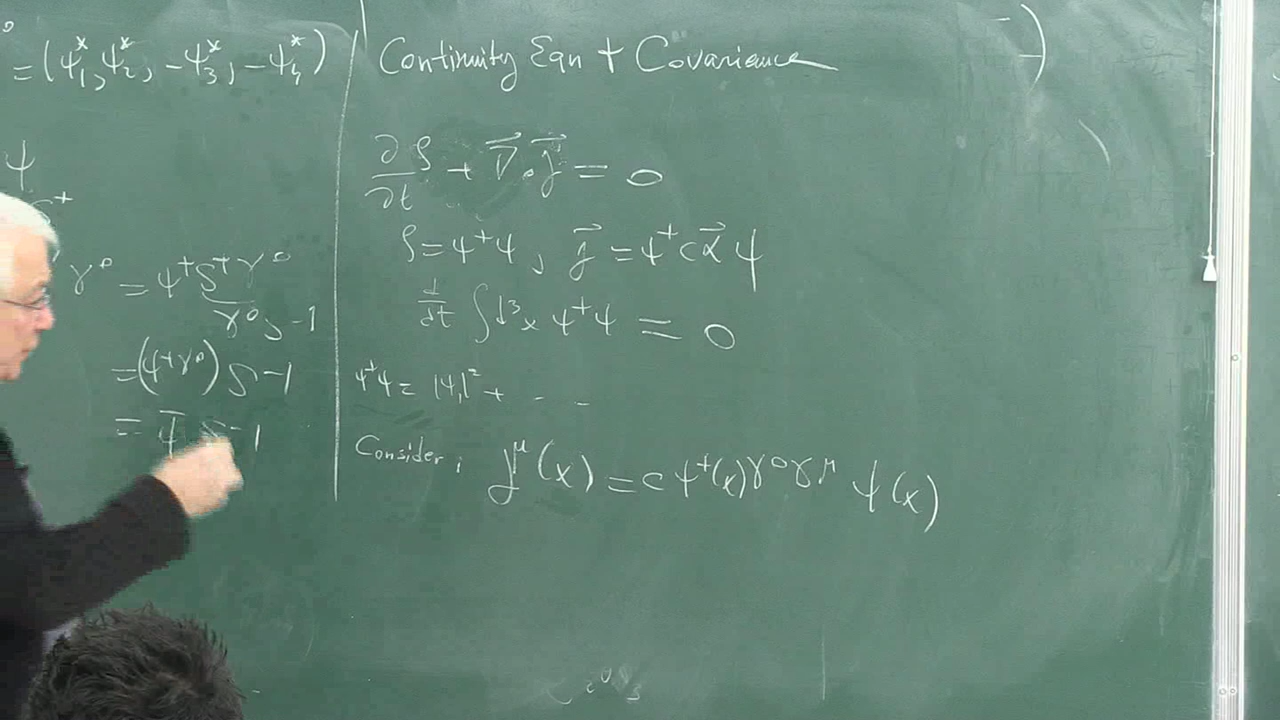 = (ψ₁*, ψ₂*, -ψ₃*, -ψ₄*)
ψ
γ⁰ = ψ⁺S⁺γ⁰
γ⁰S⁻¹
= (ψ⁺γ⁰) S⁻¹
= ψ̅ S⁻¹
Continuity Eqn + Covariance
∂ρ/∂t + ∇⃗·j⃗ = 0
ρ = ψ⁺ψ, j⃗ = ψ⁺cα⃗ψ
d/dt ∫d³x ψ⁺ψ = 0
ψ⁺ψ = |ψ₁|² + - -
Consider: j^μ(x) = cψ⁺(x)γ⁰γ^μ ψ(x)